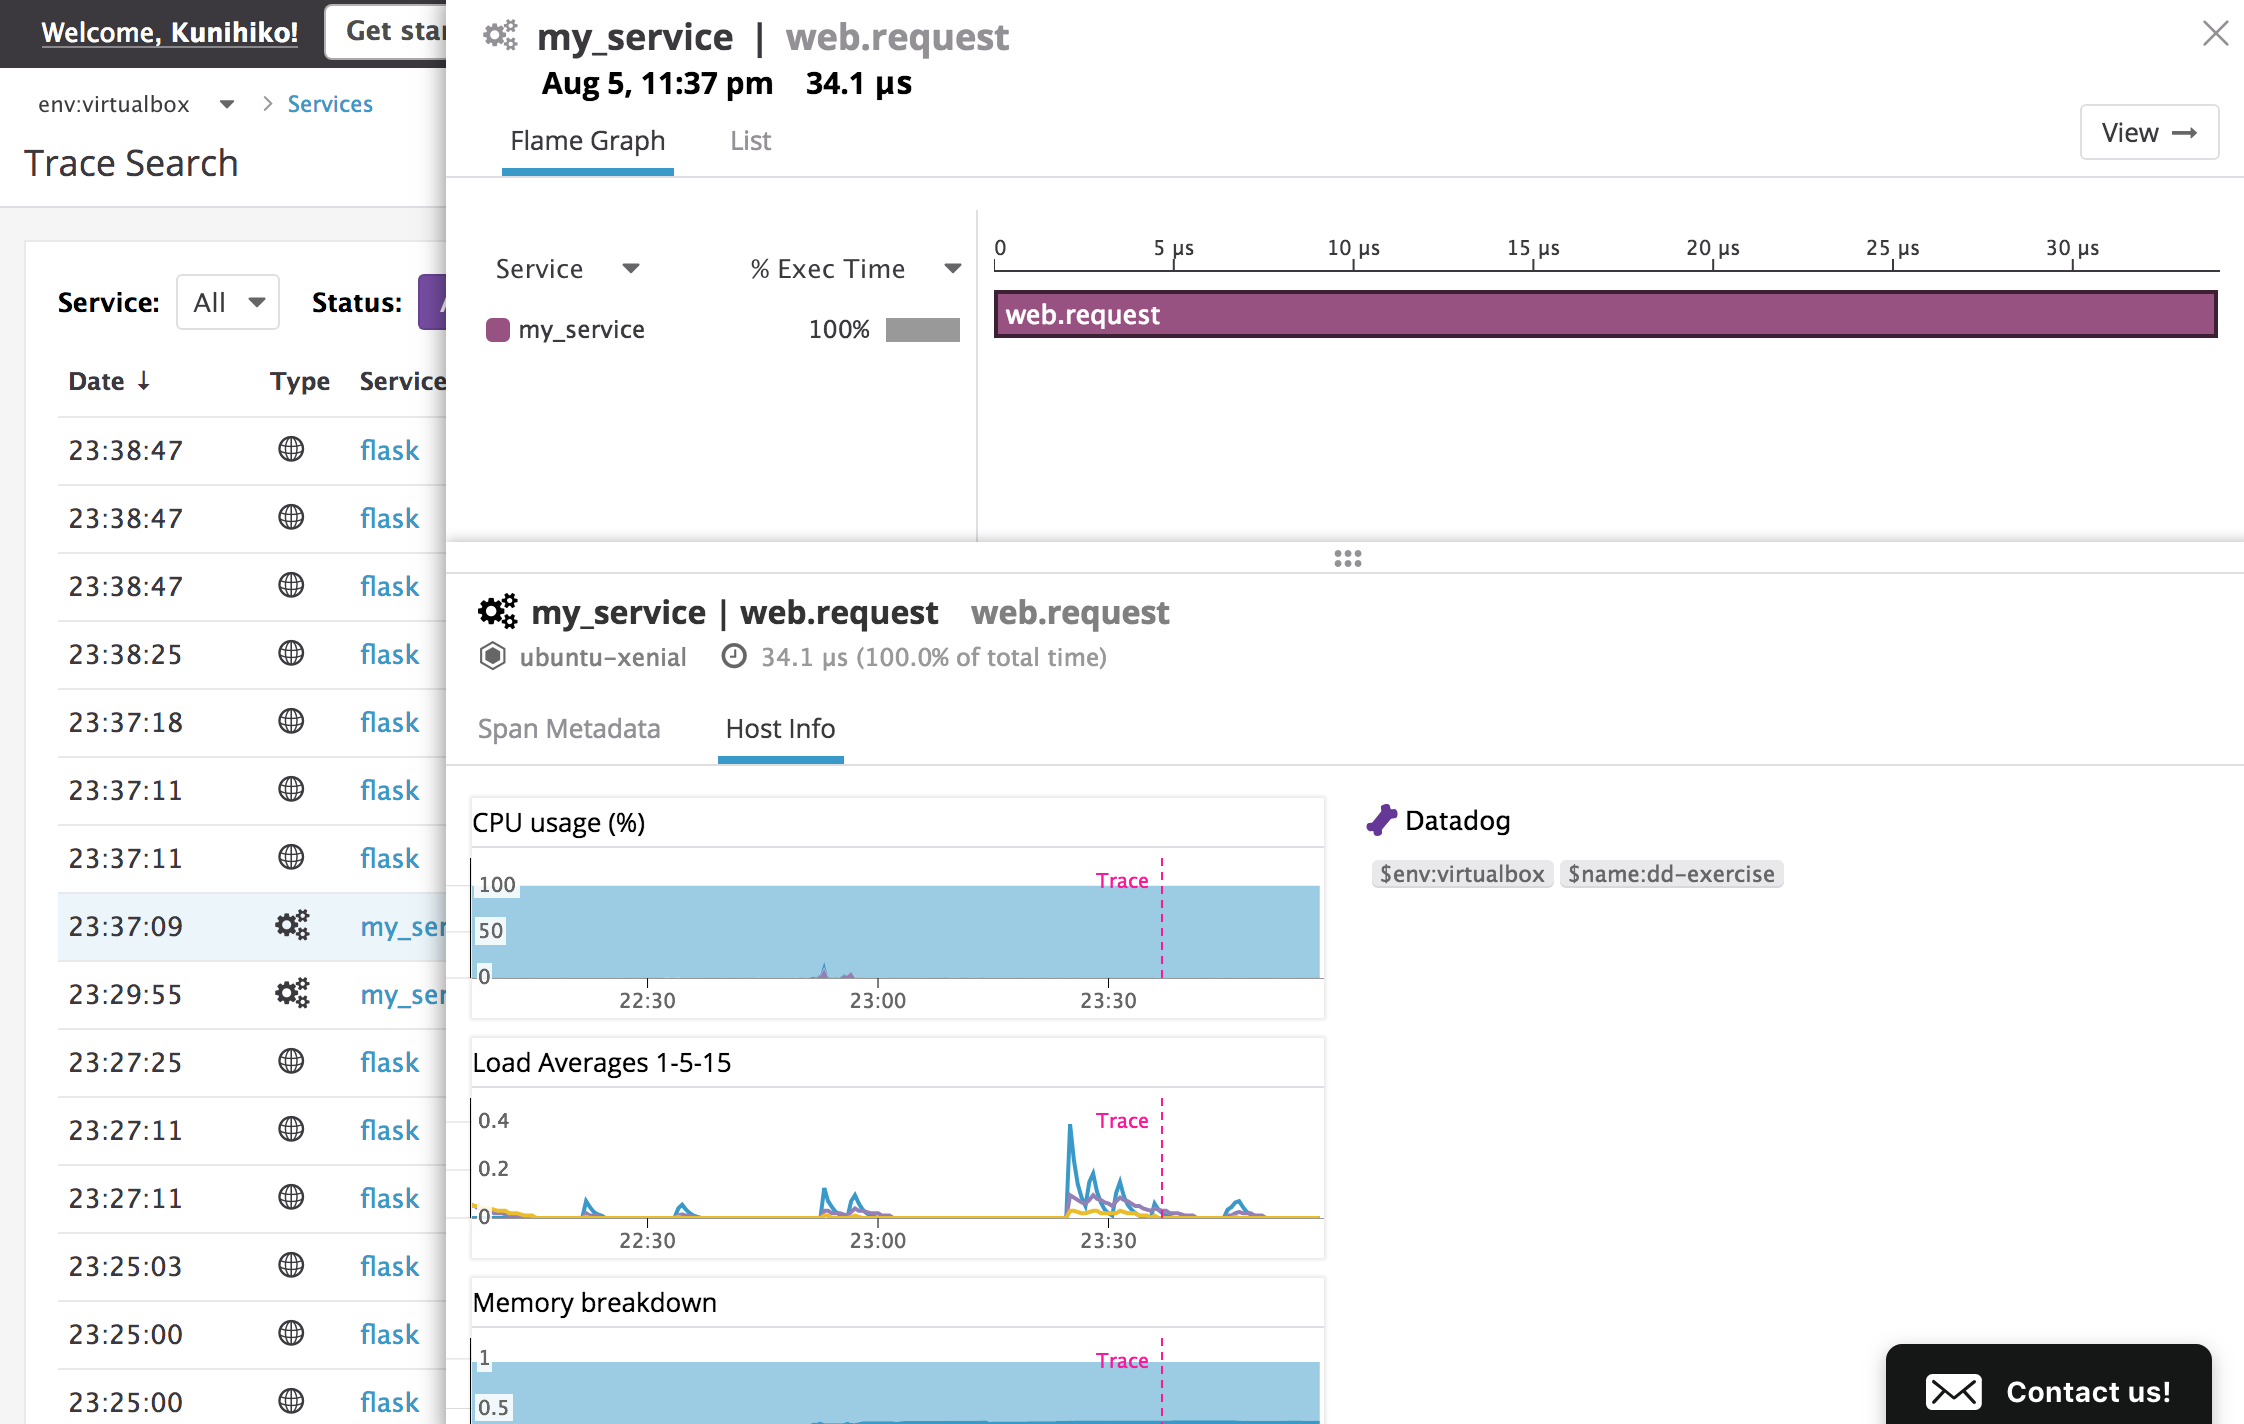 Welcome, Kunihiko!
Get star
env:virtualbox
Services
Trace Search
Service: All Status:
Date ↓ Type Service
23:38:47 flask
23:38:47 flask
23:38:47 flask
23:38:25 flask
23:37:18 flask
23:37:11 flask
23:37:11 flask
23:37:09 my_ser
23:29:55 my_ser
23:27:25 flask
23:27:11 flask
23:27:11 flask
23:25:03 flask
23:25:00 flask
23:25:00 flask
my_service | web.request
Aug 5, 11:37 pm 34.1 µs
Flame Graph List
View →
Service % Exec Time
my_service 100%
0 5 µs 10 µs 15 µs 20 µs 25 µs 30 µs
web.request
my_service | web.request web.request
ubuntu-xenial 34.1 µs (100.0% of total time)
Span Metadata Host Info
CPU usage (%)
Trace
100
50
0
22:30 23:00 23:30
Load Averages 1-5-15
Trace
0.4
0.2
0
22:30 23:00 23:30
Memory breakdown
Trace
1
0.5
Datadog
$env:virtualbox $name:dd-exercise
Contact us!